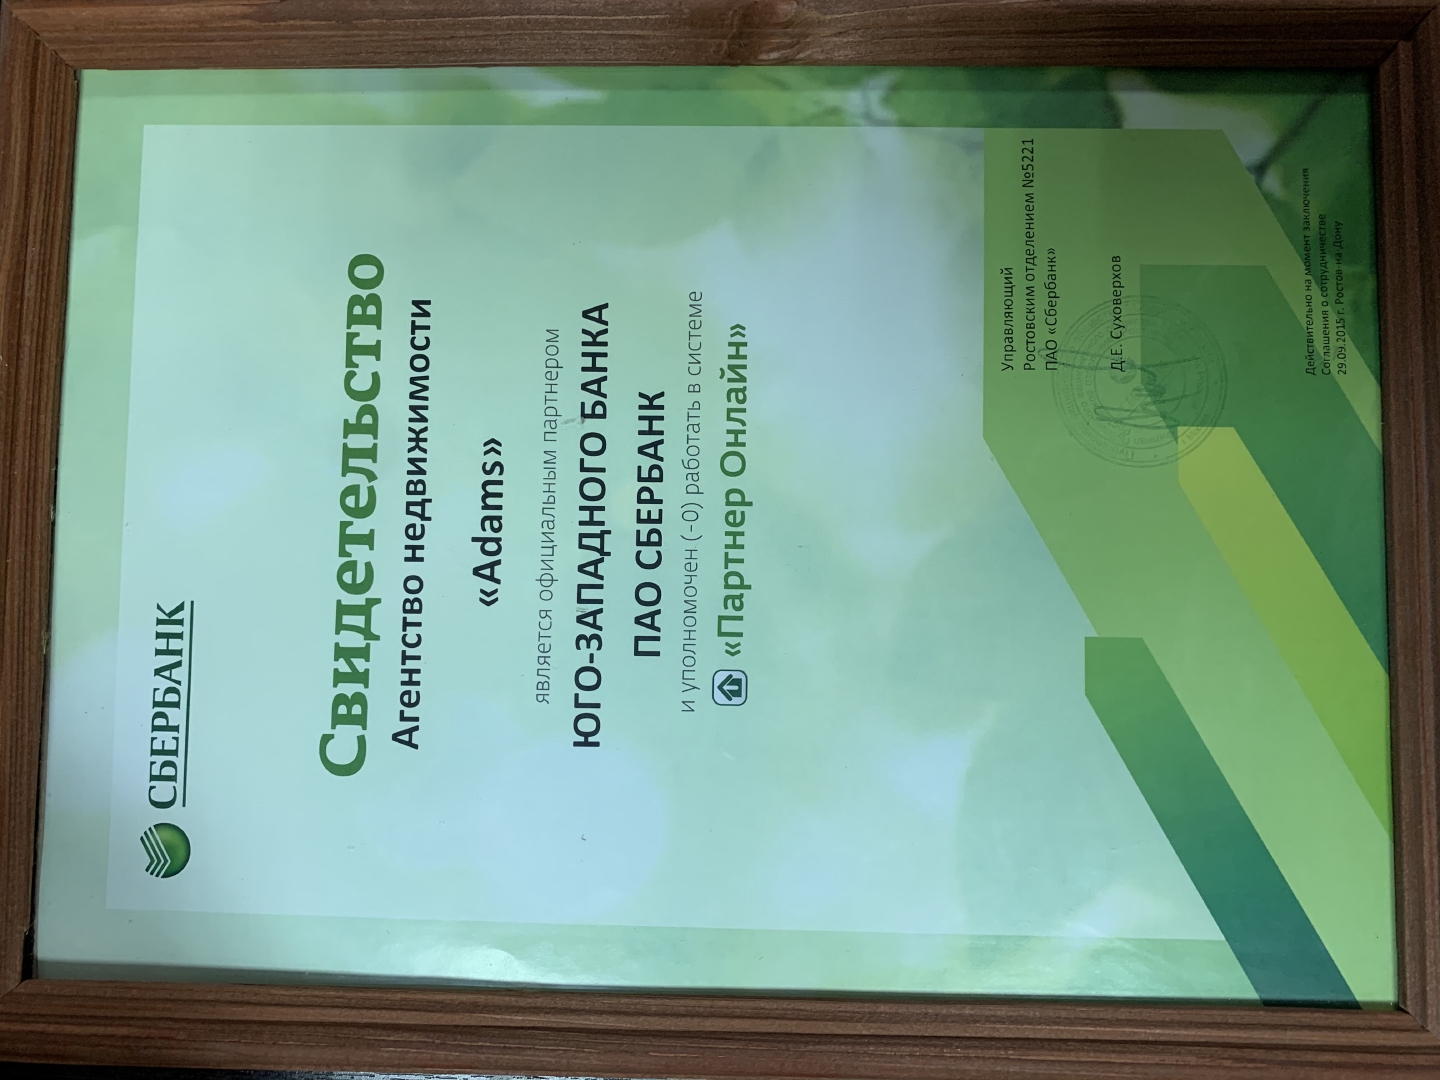 СБЕРБАНК
Свидетельство
Агентство недвижимости
«Adams»
является официальным партнером
ЮГО-ЗАПАДНОГО БАНКА
ПАО СБЕРБАНК
и уполномочен (-0) работать в системе
«Партнер Онлайн»
Управляющий
Ростовским отделением №5221
ПАО «Сбербанк»
Д.Е. Суховерхов
Действительно на момент заключения
Соглашения о сотрудничестве
29.09.2015 г. Ростов-на-Дону